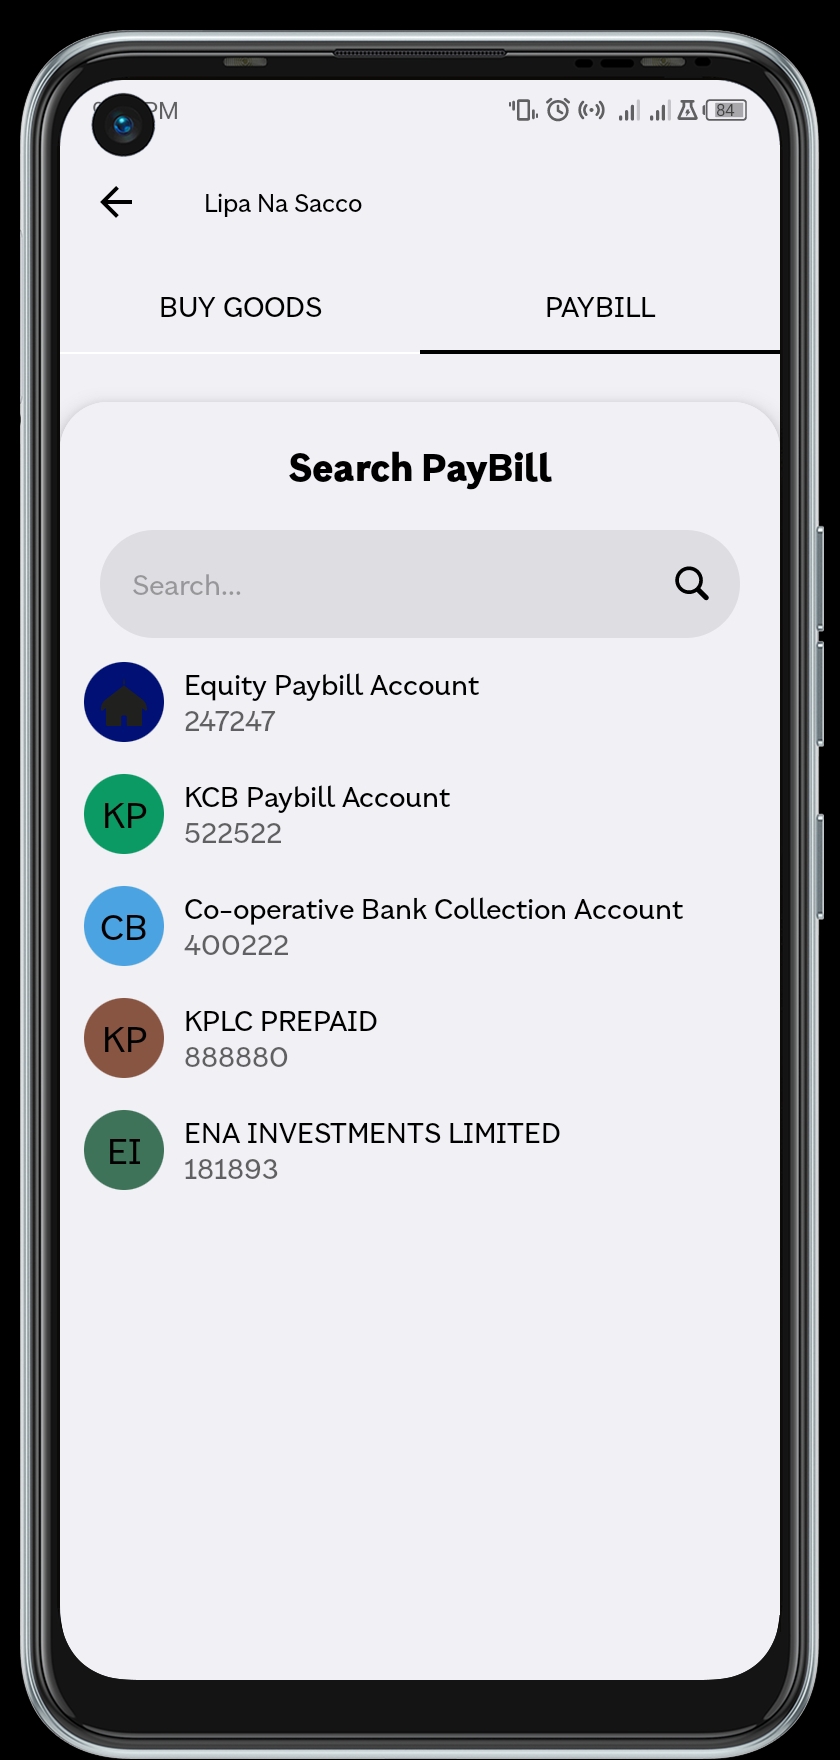 PM
84
Lipa Na Sacco
BUY GOODS
PAYBILL
Search PayBill
Search...
Equity Paybill Account
247247
KP
KCB Paybill Account
522522
CB
Co-operative Bank Collection Account
400222
KP
KPLC PREPAID
888880
EI
ENA INVESTMENTS LIMITED
181893